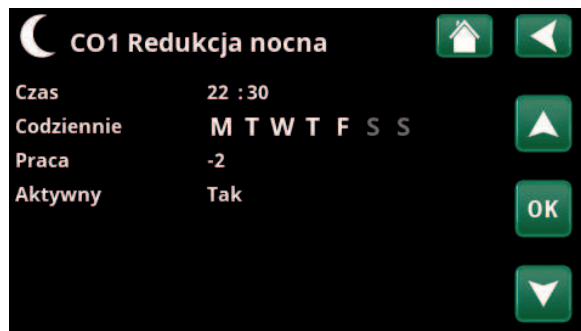 CO1 Redukcja nocna
Czas 22 :30
Codziennie M T W T F S S
Praca -2
Aktywny Tak
OK